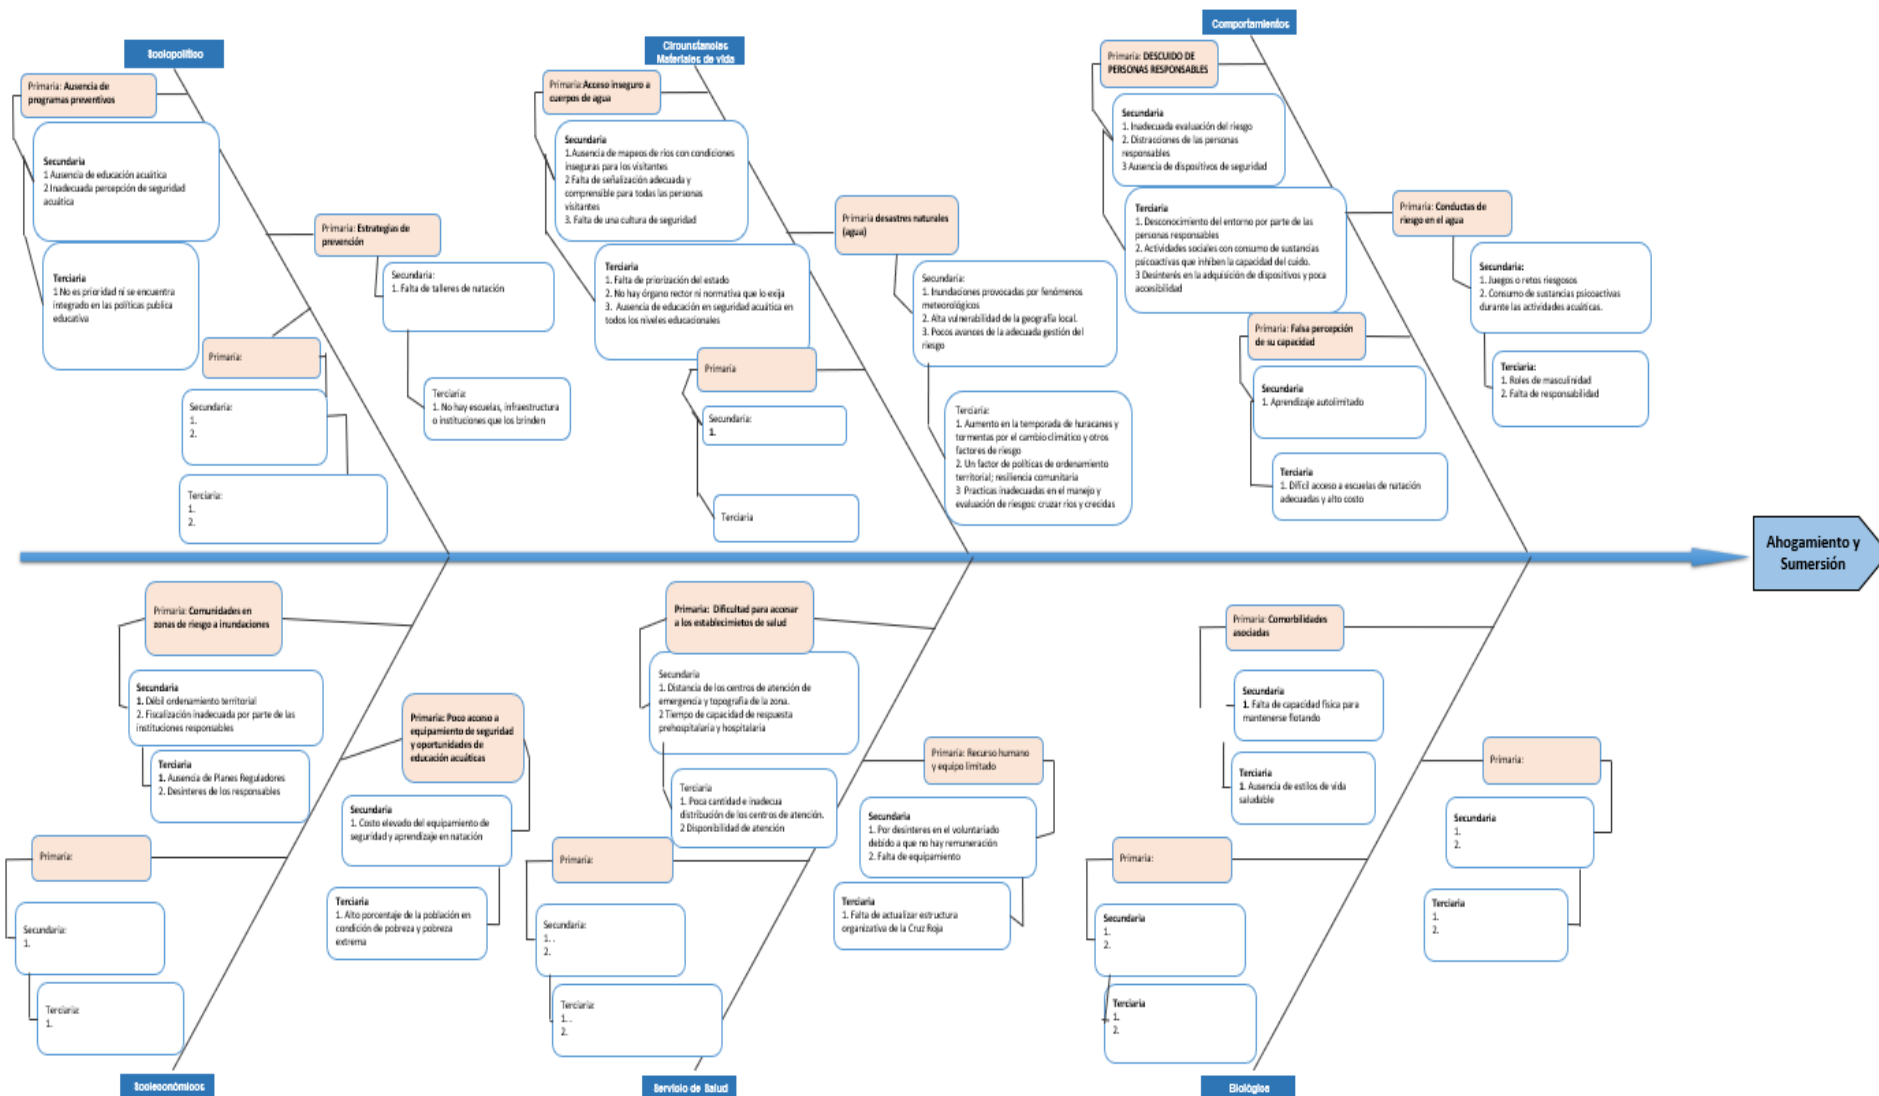 Sociopolítico
Primaria: Ausencia de
programas preventivos
Secundaria
1 Ausencia de educación acuática
2 Inadecuada percepción de seguridad
acuática
Terciaria
1 No es prioridad ni se encuentra
integrado en las políticas publica
educativa
Primaria: Estrategias de
prevención
Secundaria:
1. Falta de talleres de natación
Terciaria:
1. No hay escuelas, infraestructura
o instituciones que los brinden
Primaria:
Secundaria:
1.
2.
Terciaria:
1.
2.
Circunstancias
Materiales de vida
Primaria:Acceso inseguro a
cuerpos de agua
Secundaria
1.Ausencia de mapeos de ríos con condiciones
inseguras para los visitantes
2 Falta de señalización adecuada y
comprensible para todas las personas
visitantes
3. Falta de una cultura de seguridad
Terciaria
1. Falta de priorización del estado
2. No hay órgano rector ni normativa que lo exija
3. Ausencia de educación en seguridad acuática en
todos los niveles educacionales
Primaria desastres naturales
(agua)
Secundaria:
1. Inundaciones provocadas por fenómenos
meteorológicos
2. Alta vulnerabilidad de la geografía local.
3. Pocos avances de la adecuada gestión del
riesgo
Terciaria:
1. Aumento en la temporada de huracanes y
tormentas por el cambio climático y otros
factores de riesgo
2. Un factor de políticas de ordenamiento
territorial; resiliencia comunitaria
3 Practicas inadecuadas en el manejo y
evaluación de riesgos: cruzar ríos y crecidas
Primaria
Secundaria:
1.
Terciaria
Comportamientos
Primaria: DESCUIDO DE
PERSONAS RESPONSABLES
Secundaria
1. Inadecuada evaluación del riesgo
2. Distracciones de las personas
responsables
3 Ausencia de dispositivos de seguridad
Terciaria
1. Desconocimiento del entorno por parte de las
personas responsables
2. Actividades sociales con consumo de sustancias
psicoactivas que inhiben la capacidad del cuido.
3 Desinterés en la adquisición de dispositivos y poca
accesibilidad
Primaria: Conductas de
riesgo en el agua
Secundaria:
1. Juegos o retos riesgosos
2. Consumo de sustancias psicoactivas
durante las actividades acuáticas.
Terciaria:
1. Roles de masculinidad
2. Falta de responsabilidad
Primaria: Falsa percepción
de su capacidad
Secundaria
1. Aprendizaje autolimitado
Terciaria
1. Difícil acceso a escuelas de natación
adecuadas y alto costo
Ahogamiento y
Sumersión
Primaria: Comunidades en
zonas de riesgo a inundaciones
Secundaria
1. Débil ordenamiento territorial
2. Fiscalización inadecuada por parte de las
instituciones responsables
Terciaria
1. Ausencia de Planes Reguladores
2. Desinteres de los responsables
Primaria: Poco acceso a
equipamiento de seguridad
y oportunidades de
educación acuáticas
Secundaria
1. Costo elevado del equipamiento de
seguridad y aprendizaje en natación
Terciaria
1. Alto porcentaje de la población en
condición de pobreza y pobreza
extrema
Primaria:
Secundaria:
1.
Terciaria:
1.
Socioeconómicos
Primaria: Dificultad para accesar
a los establecimietos de salud
Secundaria
1. Distancia de los centros de atención de
emergencia y topografía de la zona.
2 Tiempo de capacidad de respuesta
prehospitalaria y hospitalaria
Terciaria
1. Poca cantidad e inadecua
distribución de los centros de atención.
2 Disponibilidad de atención
Primaria: Recurso humano
y equipo limitado
Secundaria
1. Por desinteres en el voluntariado
debido a que no hay remuneración
2. Falta de equipamiento
Terciaria
1. Falta de actualizar estructura
organizativa de la Cruz Roja
Primaria:
Secundaria:
1. .
2.
Terciaria:
1. .
2.
Servicio de Salud
Primaria: Comorbilidades
asociadas
Secundaria
1. Falta de capacidad física para
mantenerse flotando
Terciaria
1. Ausencia de estilos de vida
saludable
Primaria:
Secundaria
1.
2.
Terciaria
1.
2.
Primaria:
Secundaria
1.
2.
Terciaria
1.
2.
Biológica